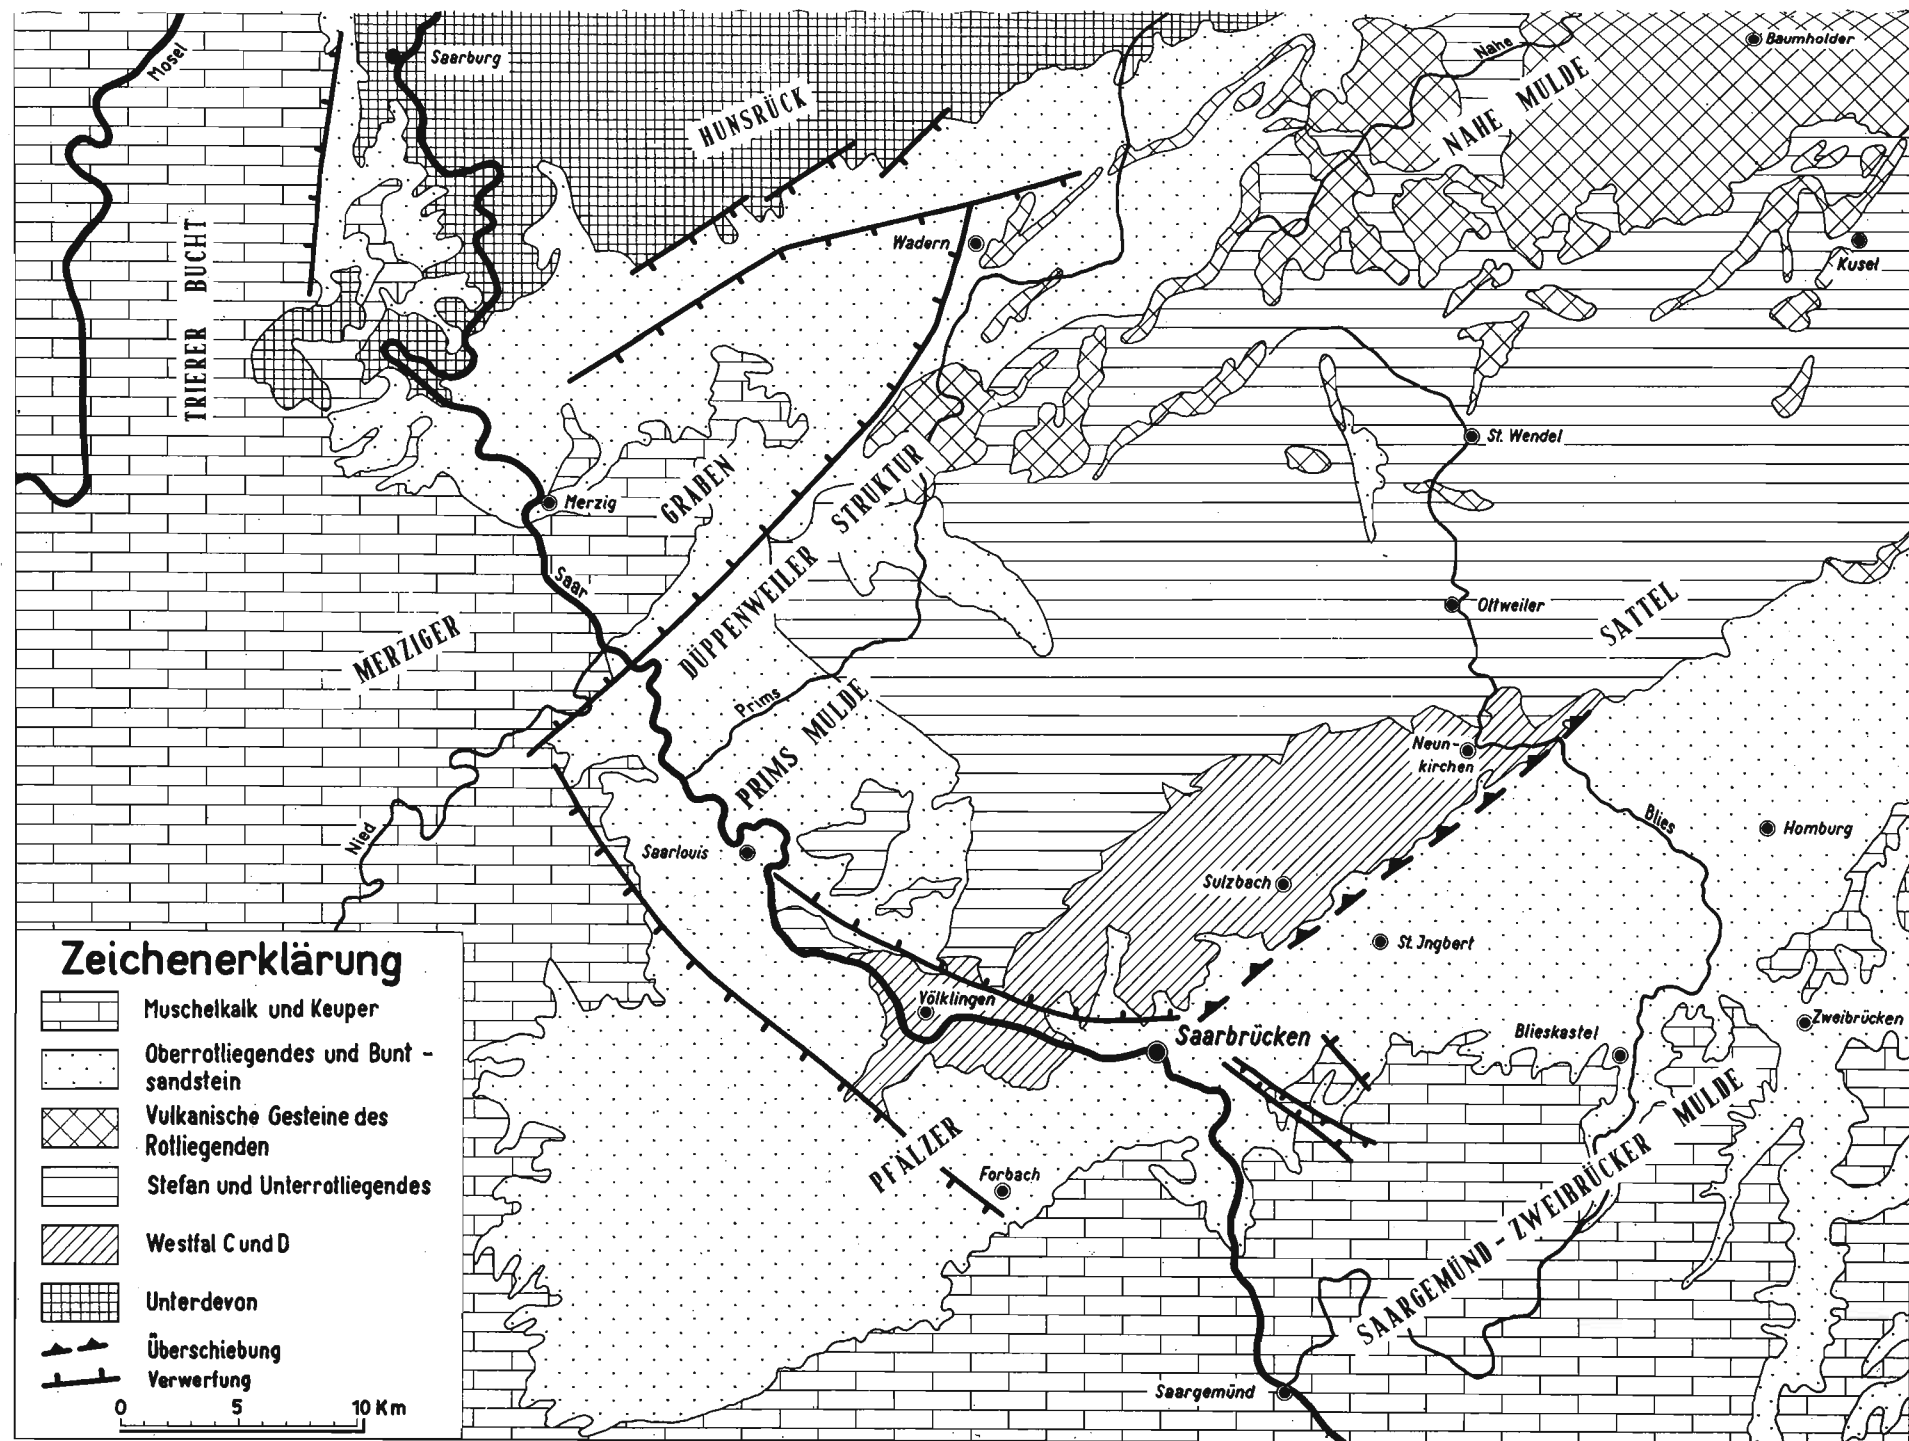 Mosel
Saarburg
HUNSRÜCK
Nahe
Baumholder
NAHE MULDE
TRIERER BUCHT
Wadern
Kusel
St. Wendel
Merzig
GRABEN
DÜPPENWEILER STRUKTUR
Saar
MERZIGER
Ottweiler
SATTEL
Prims
PRIMS MULDE
Neun-
kirchen
Nied
Saarlouis
Blies
Homburg
Sulzbach
St. Ingbert
Völklingen
Saarbrücken
Blieskastel
Zweibrücken
PFÄLZER
Forbach
SAARGEMÜND - ZWEIBRÜCKER MULDE
Saargemünd
Zeichenerklärung
Muschelkalk und Keuper
Oberrotliegendes und Bunt -
sandstein
Vulkanische Gesteine des
Rotliegenden
Stefan und Unterrotliegendes
Westfal C und D
Unterdevon
Überschiebung
Verwerfung
0 5 10 Km